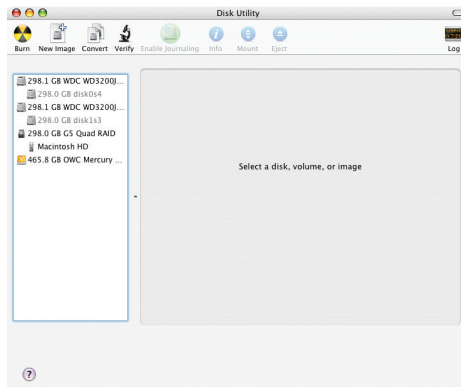 Disk Utility
Burn New Image Convert Verify Enable Journaling Info Mount Eject Log
298.1 GB WDC WD3200J...
298.0 GB disk0s4
298.1 GB WDC WD3200J...
298.0 GB disk1s3
298.0 GB G5 Quad RAID
Macintosh HD
465.8 GB OWC Mercury ...
Select a disk, volume, or image
?